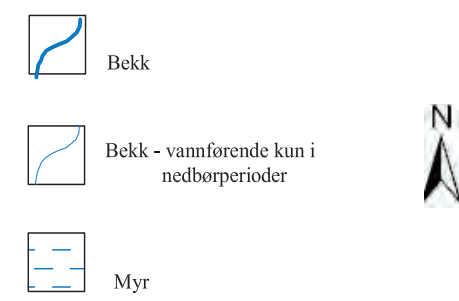 Bekk
N
Bekk - vannførende kun i
nedbørperioder
Myr